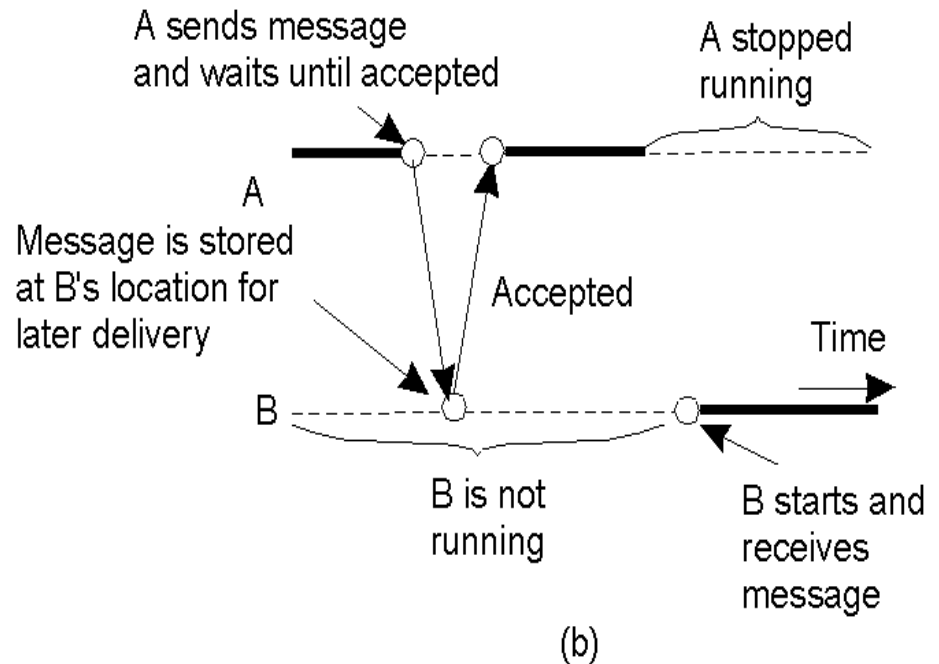 A sends message
and waits until accepted
A stopped
running
A
Message is stored
at B's location for
later delivery
Accepted
Time
B
B is not
running
B starts and
receives
message
(b)